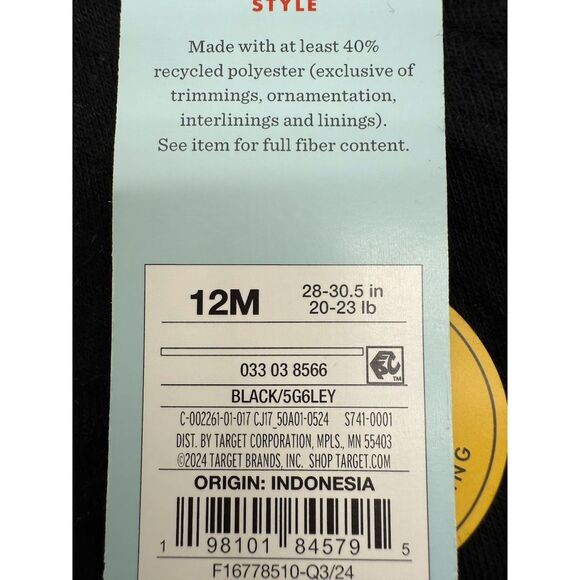 STYLE
Made with at least 40%
recycled polyester (exclusive of
trimmings, ornamentation,
interlinings and linings).
See item for full fiber content.
12M
28-30.5 in
20-23 lb
033 03 8566
EPC
TM
BLACK/5G6LEY
C-002261-01-017 CJ17_50A01-0524 S741-0001
DIST. BY TARGET CORPORATION, MPLS., MN 55403
©2024 TARGET BRANDS, INC. SHOP TARGET.COM
ORIGIN: INDONESIA
1 98101 84579 5
F16778510-Q3/24
NG